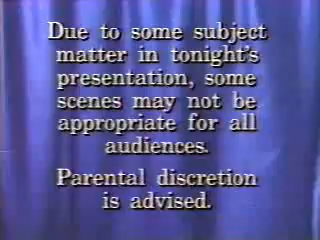 Due to some subject
matter in tonight's
presentation, some
scenes may not be
appropriate for all
audiences.
Parental discretion
is advised.